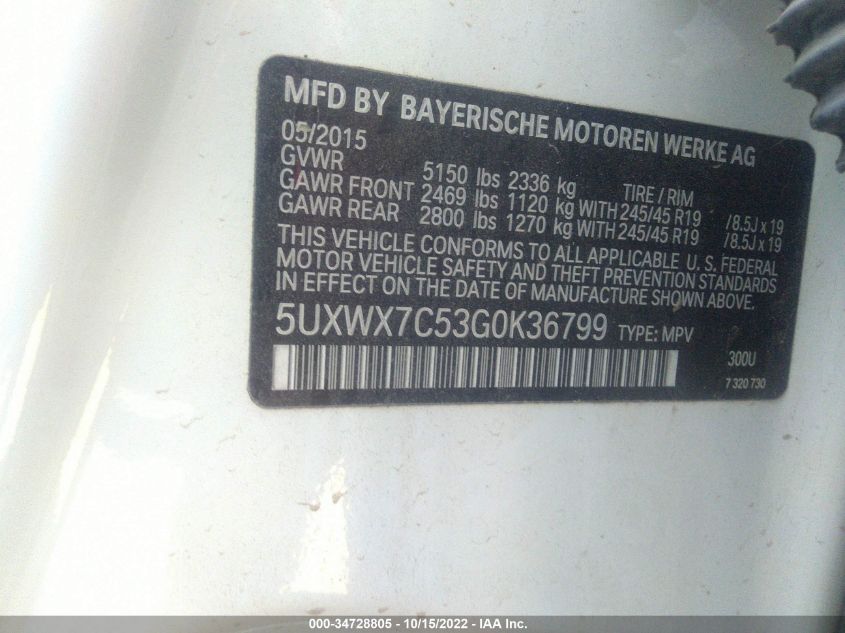 MFD BY BAYERISCHE MOTOREN WERKE AG
05/2015
GVWR 5150 lbs 2336 kg TIRE / RIM
GAWR FRONT 2469 lbs 1120 kg WITH 245/45 R19 /8.5J x 19
GAWR REAR 2800 lbs 1270 kg WITH 245/45 R19 /8.5J x 19
THIS VEHICLE CONFORMS TO ALL APPLICABLE U. S. FEDERAL
MOTOR VEHICLE SAFETY AND THEFT PREVENTION STANDARDS
IN EFFECT ON THE DATE OF MANUFACTURE SHOWN ABOVE.
5UXWX7C53G0K36799 TYPE: MPV
300U
7 320 730
000-34728805 - 10/15/2022 - IAA Inc.